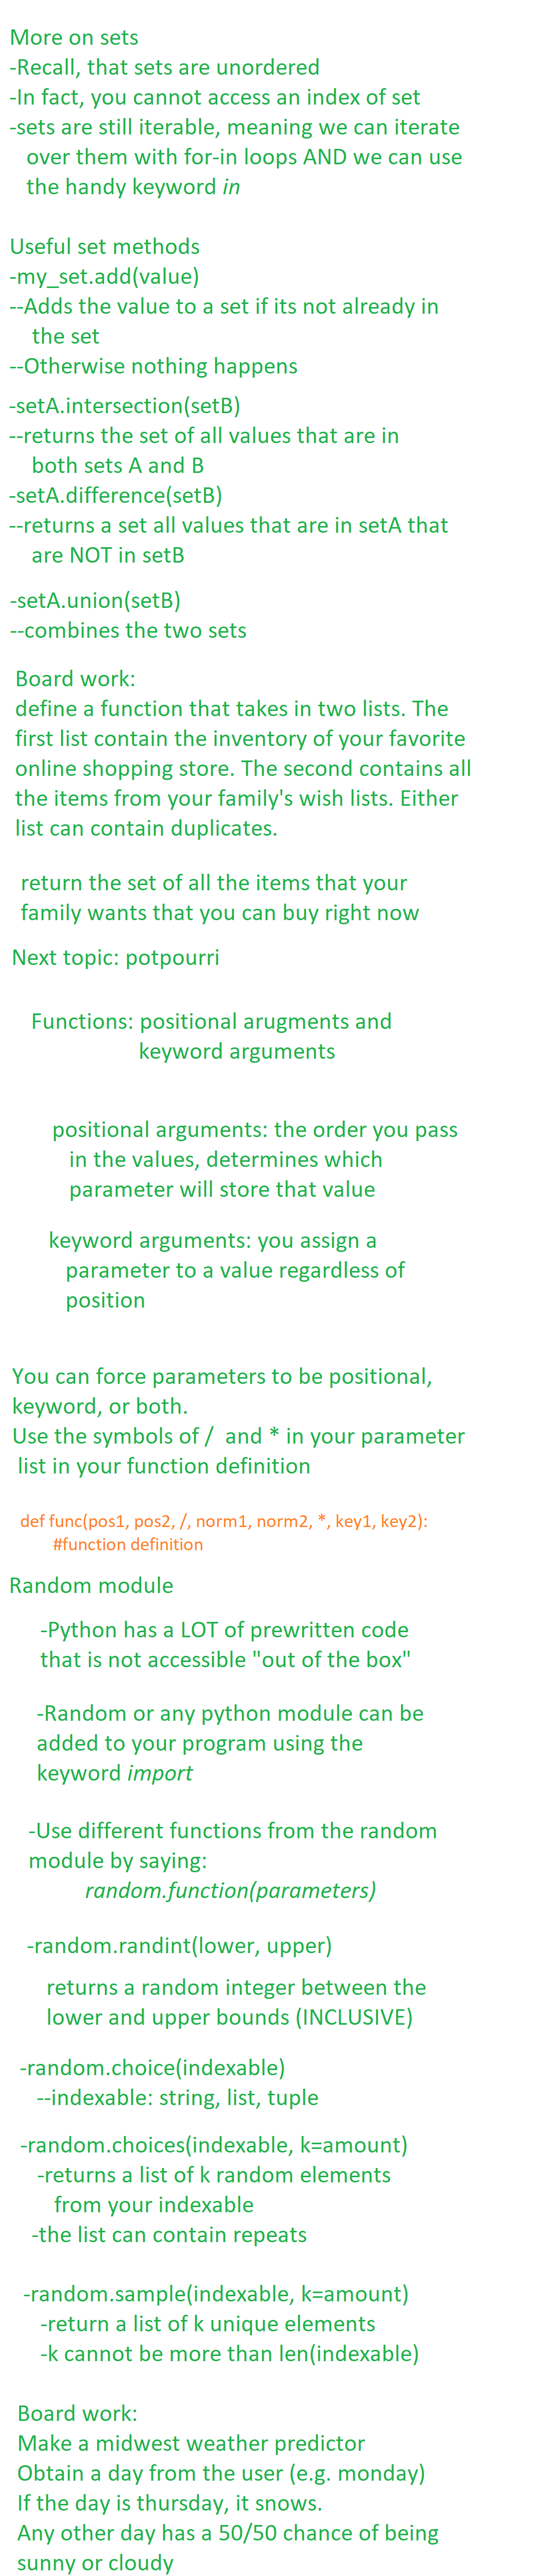 More on sets
-Recall, that sets are unordered
-In fact, you cannot access an index of set
-sets are still iterable, meaning we can iterate
over them with for-in loops AND we can use
the handy keyword in
Useful set methods
-my_set.add(value)
--Adds the value to a set if its not already in
the set
--Otherwise nothing happens
-setA.intersection(setB)
--returns the set of all values that are in
both sets A and B
-setA.difference(setB)
--returns a set all values that are in setA that
are NOT in setB
-setA.union(setB)
--combines the two sets
Board work:
define a function that takes in two lists. The
first list contain the inventory of your favorite
online shopping store. The second contains all
the items from your family's wish lists. Either
list can contain duplicates.
return the set of all the items that your
family wants that you can buy right now
Next topic: potpourri
Functions: positional arugments and
keyword arguments
positional arguments: the order you pass
in the values, determines which
parameter will store that value
keyword arguments: you assign a
parameter to a value regardless of
position
You can force parameters to be positional,
keyword, or both.
Use the symbols of /  and * in your parameter
list in your function definition
def func(pos1, pos2, /, norm1, norm2, *, key1, key2):
#function definition
Random module
-Python has a LOT of prewritten code
that is not accessible "out of the box"
-Random or any python module can be
added to your program using the
keyword import
-Use different functions from the random
module by saying:
random.function(parameters)
-random.randint(lower, upper)
returns a random integer between the
lower and upper bounds (INCLUSIVE)
-random.choice(indexable)
--indexable: string, list, tuple
-random.choices(indexable, k=amount)
-returns a list of k random elements
from your indexable
-the list can contain repeats
-random.sample(indexable, k=amount)
-return a list of k unique elements
-k cannot be more than len(indexable)
Board work:
Make a midwest weather predictor
Obtain a day from the user (e.g. monday)
If the day is thursday, it snows.
Any other day has a 50/50 chance of being
sunny or cloudy